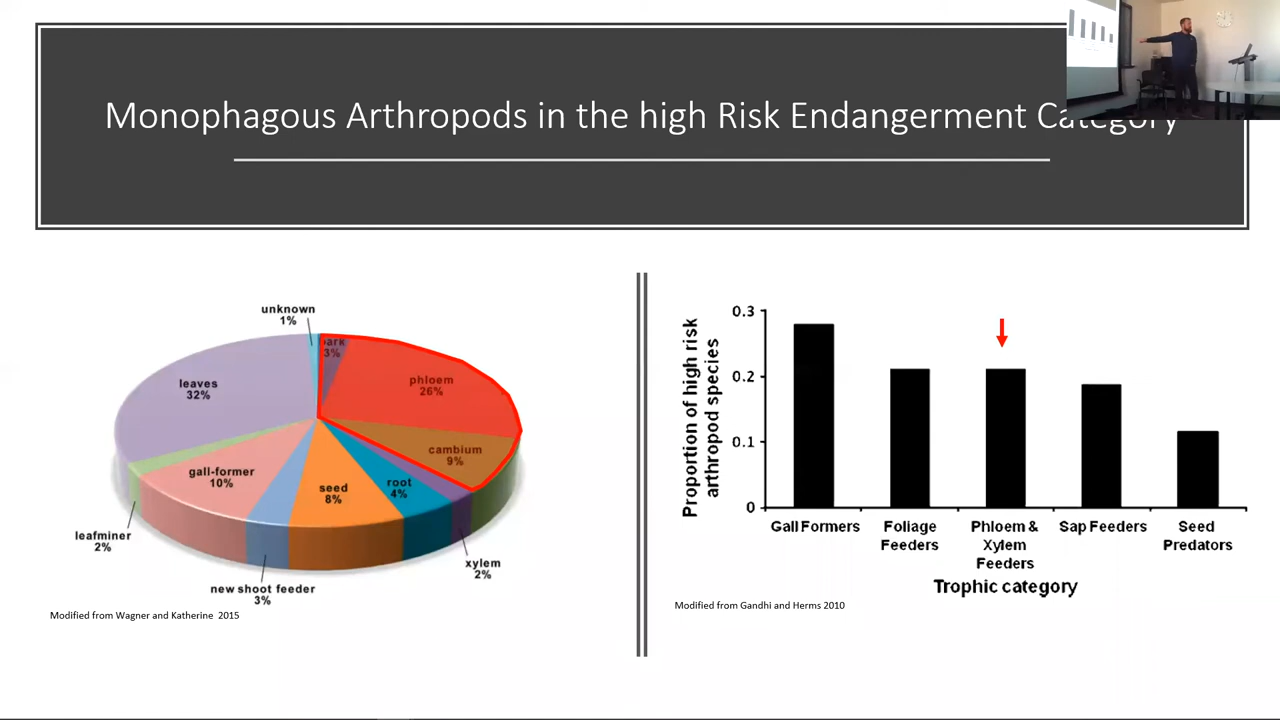 Monophagous Arthropods in the high Risk Endangerment Category
unknown
1%
bark
3%
phloem
26%
leaves
32%
cambium
9%
gall-former
10%
seed
8%
root
4%
leafminer
2%
xylem
2%
new shoot feeder
3%
Modified from Wagner and Katherine 2015
Proportion of high risk
arthropod species
0.3
0.2
0.1
0
Gall Formers
Foliage
Feeders
Phloem &
Xylem
Feeders
Sap Feeders
Seed
Predators
Trophic category
Modified from Gandhi and Herms 2010